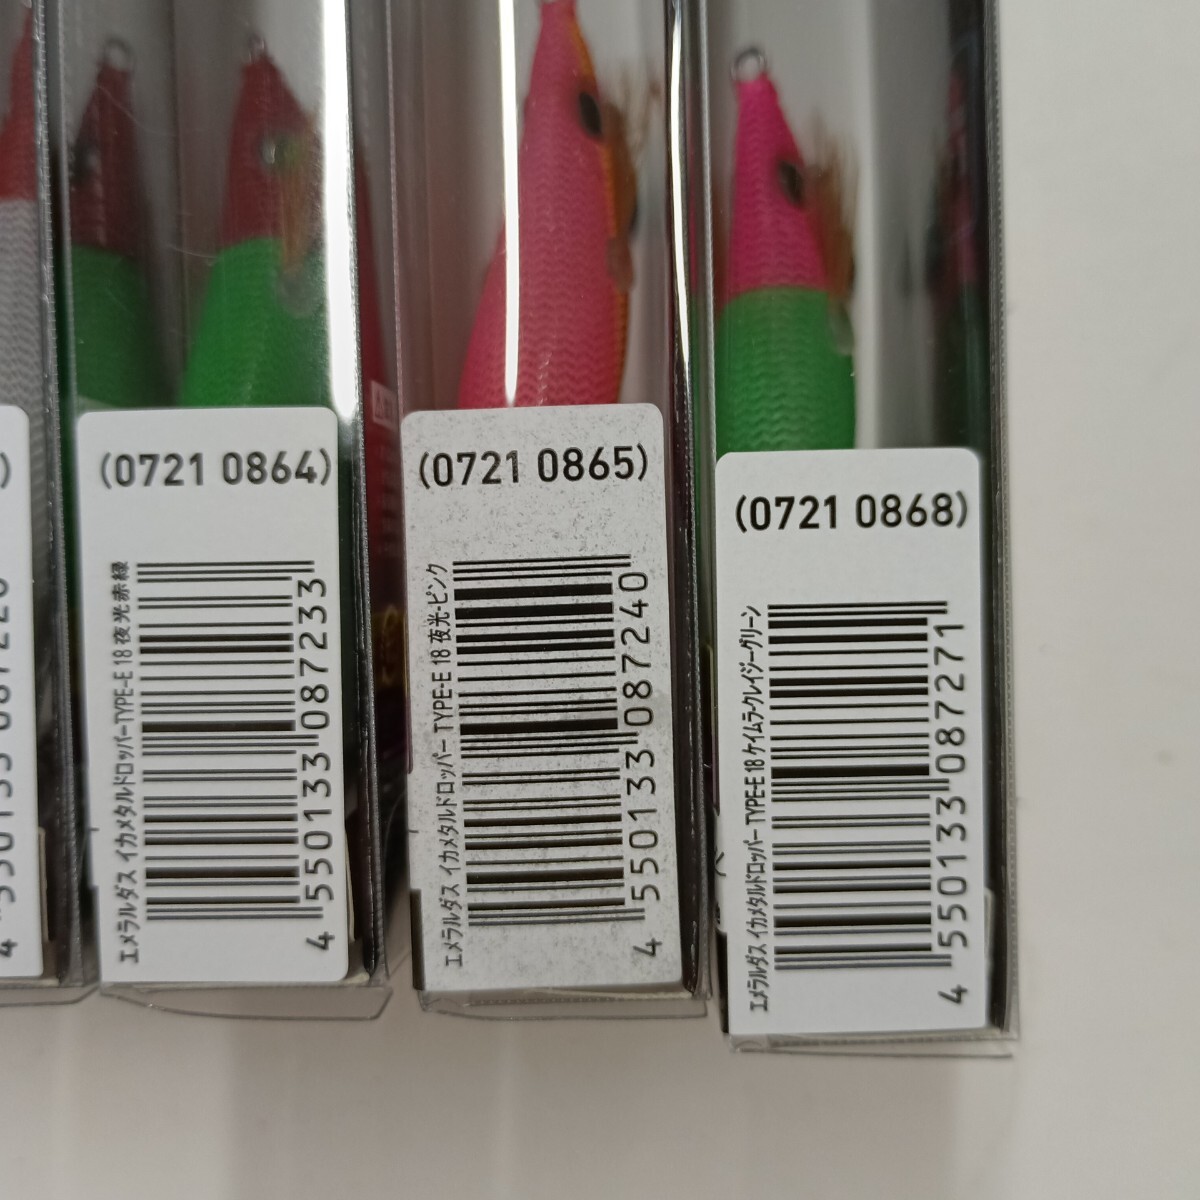 (0721 0864)
エメラルダス イカメタルドロッパーTYPE-E 18 夜光赤緑
4 550133 087233
(0721 0865)
エメラルダス イカメタルドロッパー TYPE-E 18 夜光-ピンク
4 550133 087240
(0721 0868)
エメラルダス イカメタルドロッパー TYPE-E 18 ケイムラ-クレイジーグリーン
4 550133 087271